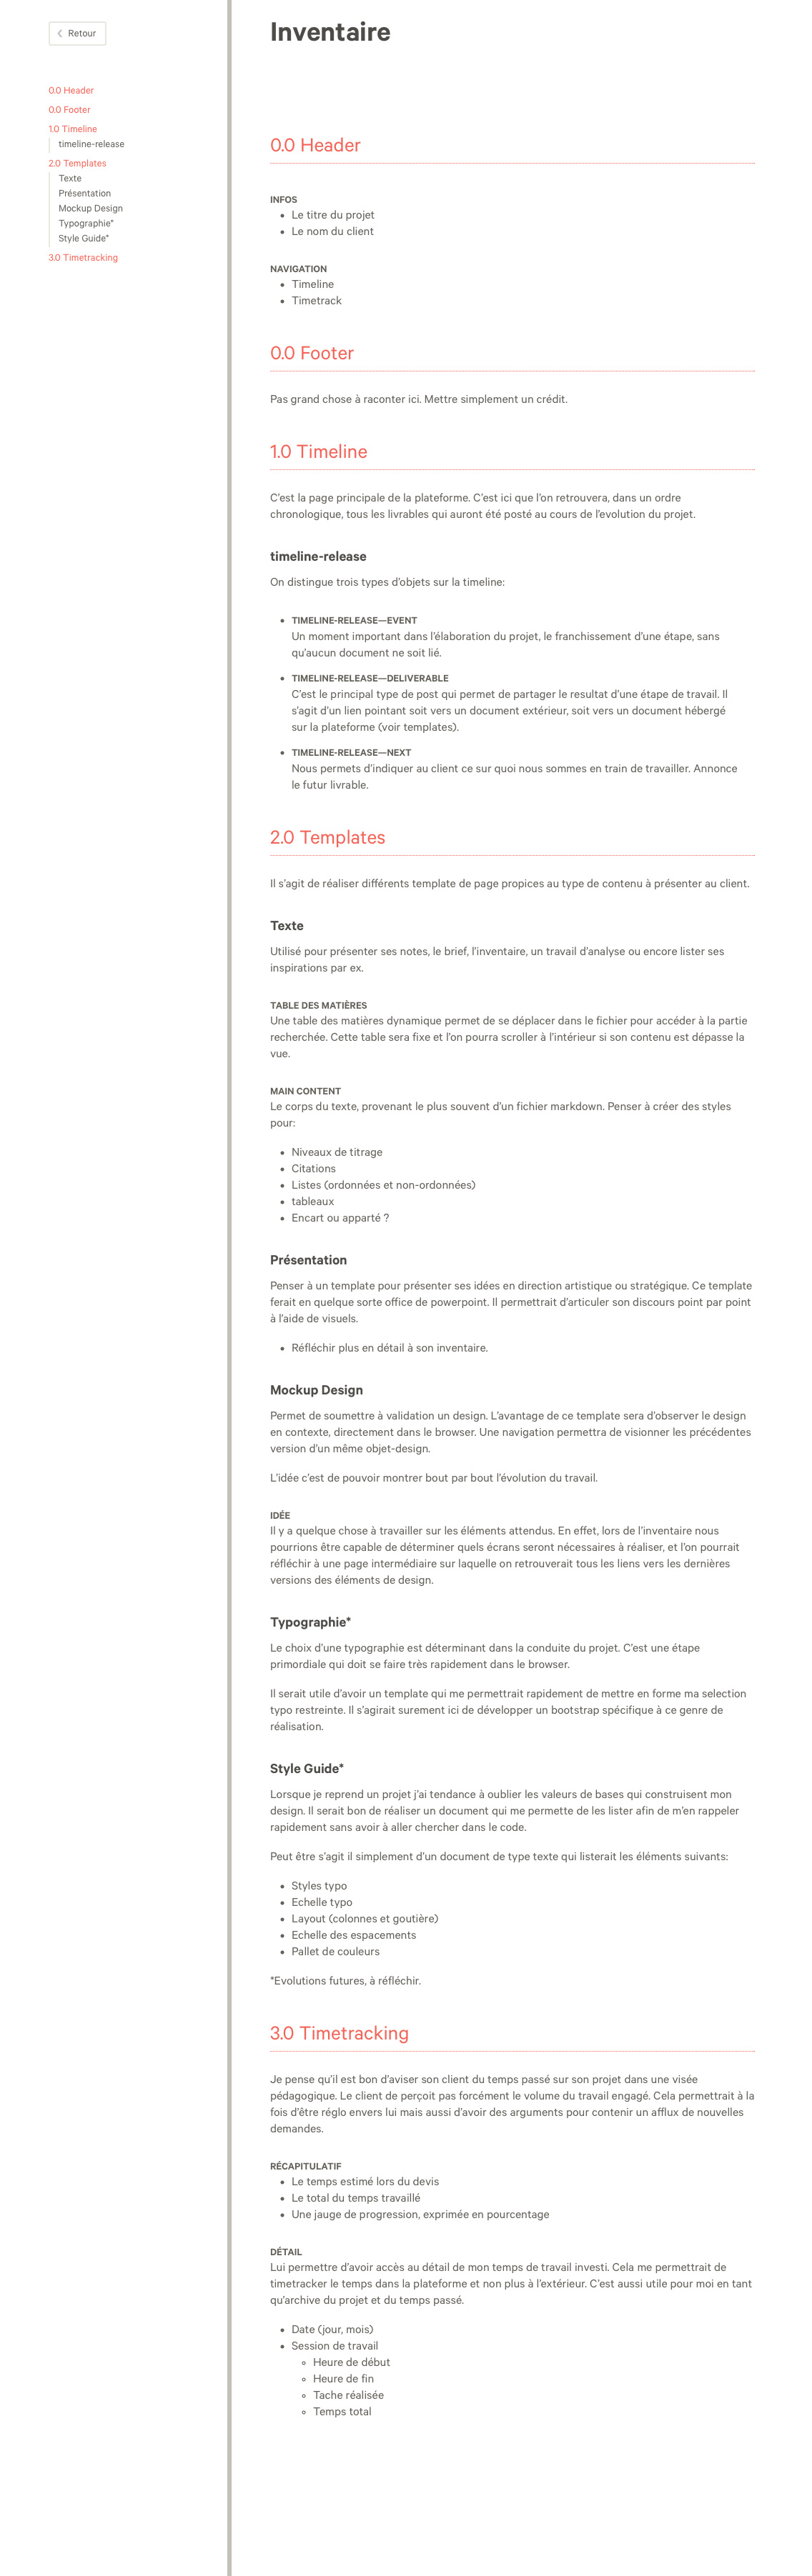 Retour
0.0 Header
0.0 Footer
1.0 Timeline
timeline-release
2.0 Templates
Texte
Présentation
Mockup Design
Typographie*
Style Guide*
3.0 Timetracking
Inventaire
0.0 Header
INFOS
• Le titre du projet
• Le nom du client
NAVIGATION
• Timeline
• Timetrack
0.0 Footer
Pas grand chose à raconter ici. Mettre simplement un crédit.
1.0 Timeline
C’est la page principale de la plateforme. C’est ici que l’on retrouvera, dans un ordre
chronologique, tous les livrables qui auront été posté au cours de l’evolution du projet.
timeline-release
On distingue trois types d’objets sur la timeline:
• TIMELINE-RELEASE—EVENT
Un moment important dans l’élaboration du projet, le franchissement d’une étape, sans
qu’aucun document ne soit lié.
• TIMELINE-RELEASE—DELIVERABLE
C’est le principal type de post qui permet de partager le resultat d’une étape de travail. Il
s’agit d’un lien pointant soit vers un document extérieur, soit vers un document hébergé
sur la plateforme (voir templates).
• TIMELINE-RELEASE—NEXT
Nous permets d’indiquer au client ce sur quoi nous sommes en train de travailler. Annonce
le futur livrable.
2.0 Templates
Il s’agit de réaliser différents template de page propices au type de contenu à présenter au client.
Texte
Utilisé pour présenter ses notes, le brief, l’inventaire, un travail d’analyse ou encore lister ses
inspirations par ex.
TABLE DES MATIÈRES
Une table des matières dynamique permet de se déplacer dans le fichier pour accéder à la partie
recherchée. Cette table sera fixe et l’on pourra scroller à l’intérieur si son contenu est dépasse la
vue.
MAIN CONTENT
Le corps du texte, provenant le plus souvent d’un fichier markdown. Penser à créer des styles
pour:
• Niveaux de titrage
• Citations
• Listes (ordonnées et non-ordonnées)
• tableaux
• Encart ou apparté ?
Présentation
Penser à un template pour présenter ses idées en direction artistique ou stratégique. Ce template
ferait en quelque sorte office de powerpoint. Il permettrait d’articuler son discours point par point
à l’aide de visuels.
• Réfléchir plus en détail à son inventaire.
Mockup Design
Permet de soumettre à validation un design. L’avantage de ce template sera d’observer le design
en contexte, directement dans le browser. Une navigation permettra de visionner les précédentes
version d’un même objet-design.
L’idée c’est de pouvoir montrer bout par bout l’évolution du travail.
IDÉE
Il y a quelque chose à travailler sur les éléments attendus. En effet, lors de l’inventaire nous
pourrions être capable de déterminer quels écrans seront nécessaires à réaliser, et l’on pourrait
réfléchir à une page intermédiaire sur laquelle on retrouverait tous les liens vers les dernières
versions des éléments de design.
Typographie*
Le choix d’une typographie est déterminant dans la conduite du projet. C’est une étape
primordiale qui doit se faire très rapidement dans le browser.
Il serait utile d’avoir un template qui me permettrait rapidement de mettre en forme ma selection
typo restreinte. Il s’agirait surement ici de développer un bootstrap spécifique à ce genre de
réalisation.
Style Guide*
Lorsque je reprend un projet j’ai tendance à oublier les valeurs de bases qui construisent mon
design. Il serait bon de réaliser un document qui me permette de les lister afin de m’en rappeler
rapidement sans avoir à aller chercher dans le code.
Peut être s’agit il simplement d’un document de type texte qui listerait les éléments suivants:
• Styles typo
• Echelle typo
• Layout (colonnes et goutière)
• Echelle des espacements
• Pallet de couleurs
*Evolutions futures, à réfléchir.
3.0 Timetracking
Je pense qu’il est bon d’aviser son client du temps passé sur son projet dans une visée
pédagogique. Le client de perçoit pas forcément le volume du travail engagé. Cela permettrait à la
fois d’être réglo envers lui mais aussi d’avoir des arguments pour contenir un afflux de nouvelles
demandes.
RÉCAPITULATIF
• Le temps estimé lors du devis
• Le total du temps travaillé
• Une jauge de progression, exprimée en pourcentage
DÉTAIL
Lui permettre d’avoir accès au détail de mon temps de travail investi. Cela me permettrait de
timetracker le temps dans la plateforme et non plus à l’extérieur. C’est aussi utile pour moi en tant
qu’archive du projet et du temps passé.
• Date (jour, mois)
• Session de travail
◦ Heure de début
◦ Heure de fin
◦ Tache réalisée
◦ Temps total